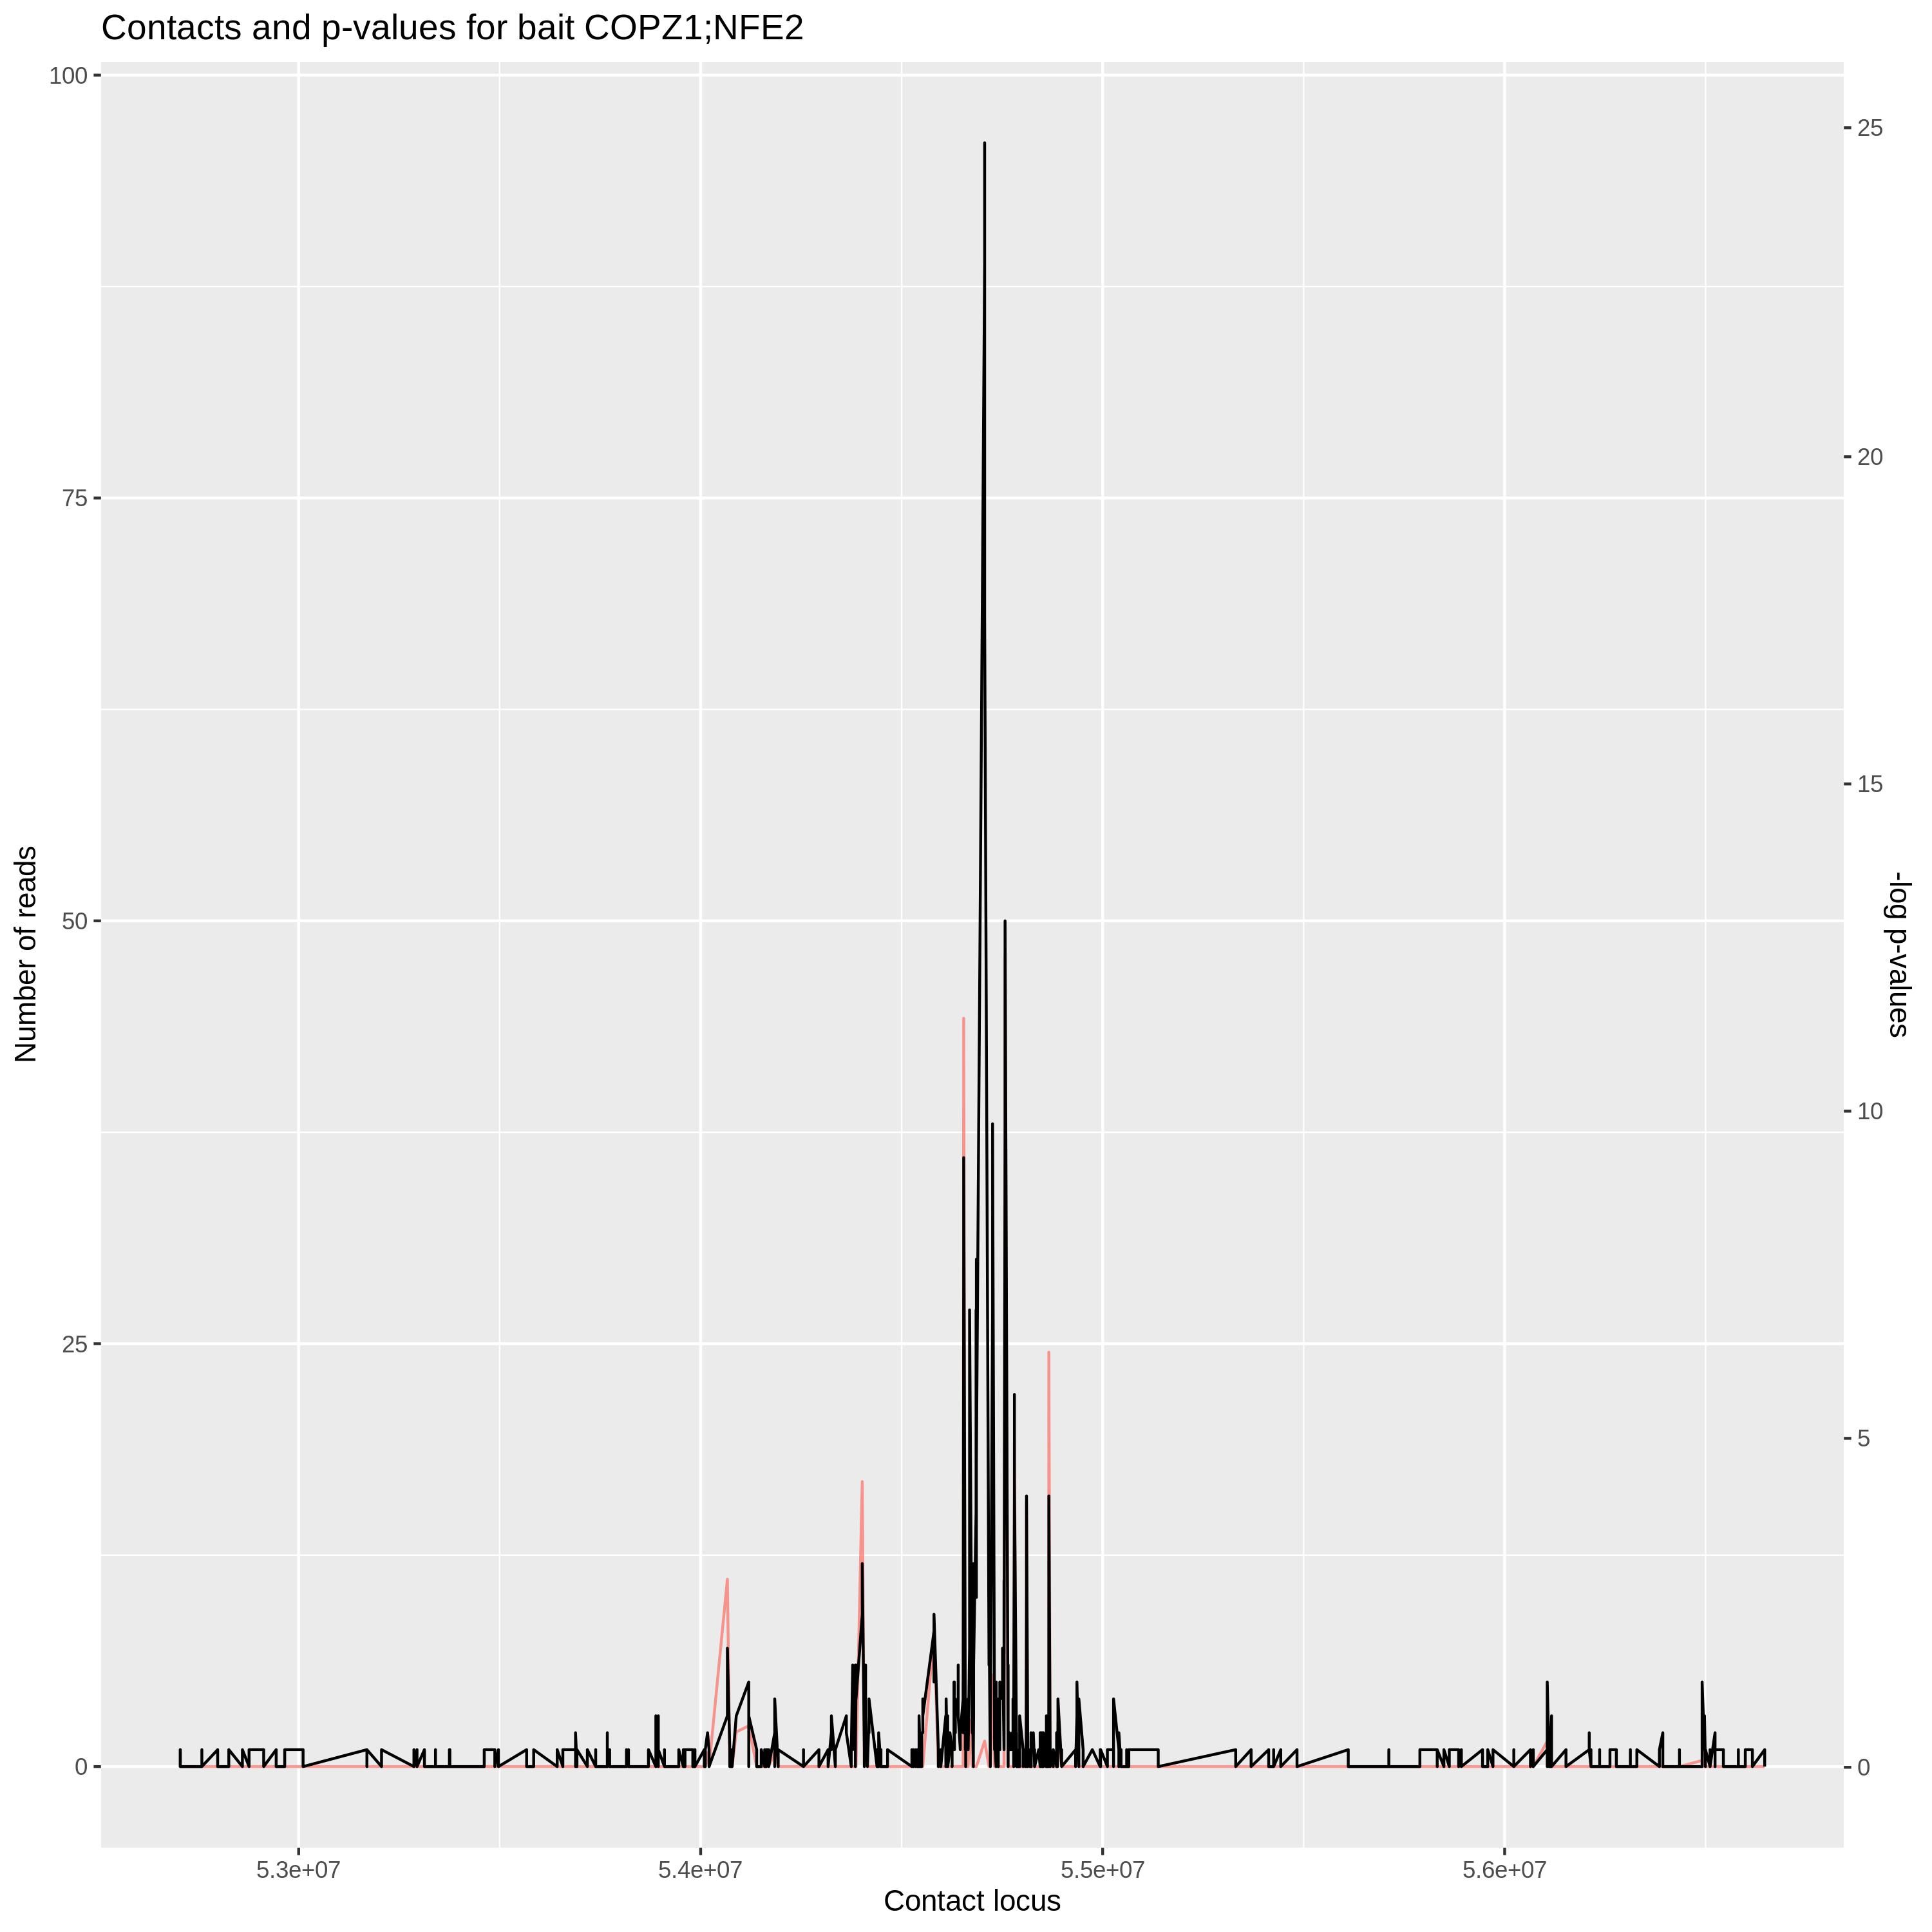 Contacts and p-values for bait COPZ1;NFE2
100
75
50
25
0
Number of reads
25
20
15
10
5
0
-log p-values
5.3e+07
5.4e+07
5.5e+07
5.6e+07
Contact locus